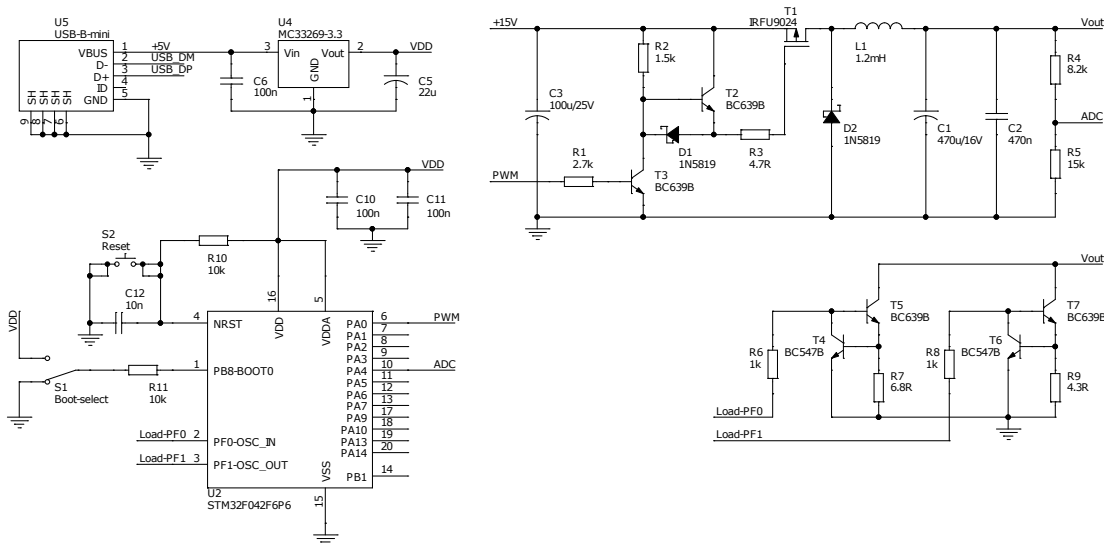 U5
USB-B-mini
VBUS 1 +5V
D- 2 USB_DM
D+ 3 USB_DP
ID 4
GND 5
SH SH SH SH
9 8 7 6
C6
100n
U4
MC33269-3.3
3 Vin Vout 2 VDD
GND
1
C5
22u
+15V
T1
IRFU9024
Vout
R2
1.5k
L1
1.2mH
R4
8.2k
C3
100u/25V
T2
BC639B
ADC
D1
1N5819
R3
4.7R
D2
1N5819
C1
470u/16V
C2
470n
R5
15k
PWM
R1
2.7k
T3
BC639B
VDD
C10
100n
C11
100n
S2
Reset
R10
10k
C12
10n
VDD
S1
Boot-select
R11
10k
16
5
VDD
VDDA
4 NRST
1 PB8-BOOT0
Load-PF0 2 PF0-OSC_IN
Load-PF1 3 PF1-OSC_OUT
PA0 6 PWM
PA1 7
PA2 8
PA3 9
PA4 10 ADC
PA5 11
PA6 12
PA7 13
PA9 17
PA10 18
PA13 19
PA14 20
PB1 14
VSS
15
U2
STM32F042F6P6
Vout
T5
BC639B
T7
BC639B
T4
BC547B
T6
BC547B
R6
1k
R7
6.8R
R8
1k
R9
4.3R
Load-PF0
Load-PF1